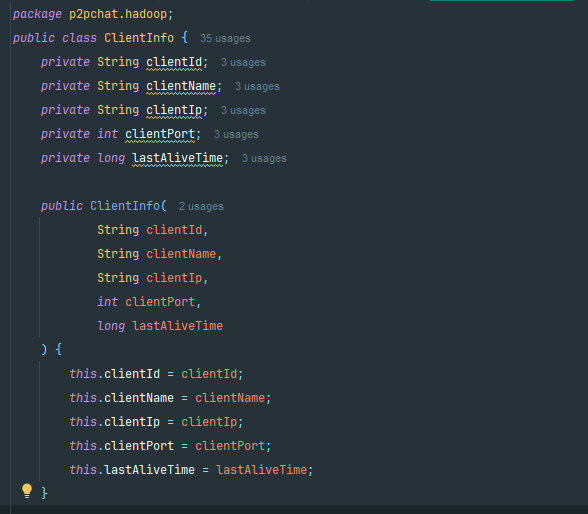 package p2pchat.hadoop;
public class ClientInfo { 35 usages
private String clientId; 3 usages
private String clientName; 3 usages
private String clientIp; 3 usages
private int clientPort; 3 usages
private long lastAliveTime; 3 usages
public ClientInfo( 2 usages
String clientId,
String clientName,
String clientIp,
int clientPort,
long lastAliveTime
) {
this.clientId = clientId;
this.clientName = clientName;
this.clientIp = clientIp;
this.clientPort = clientPort;
this.lastAliveTime = lastAliveTime;
}